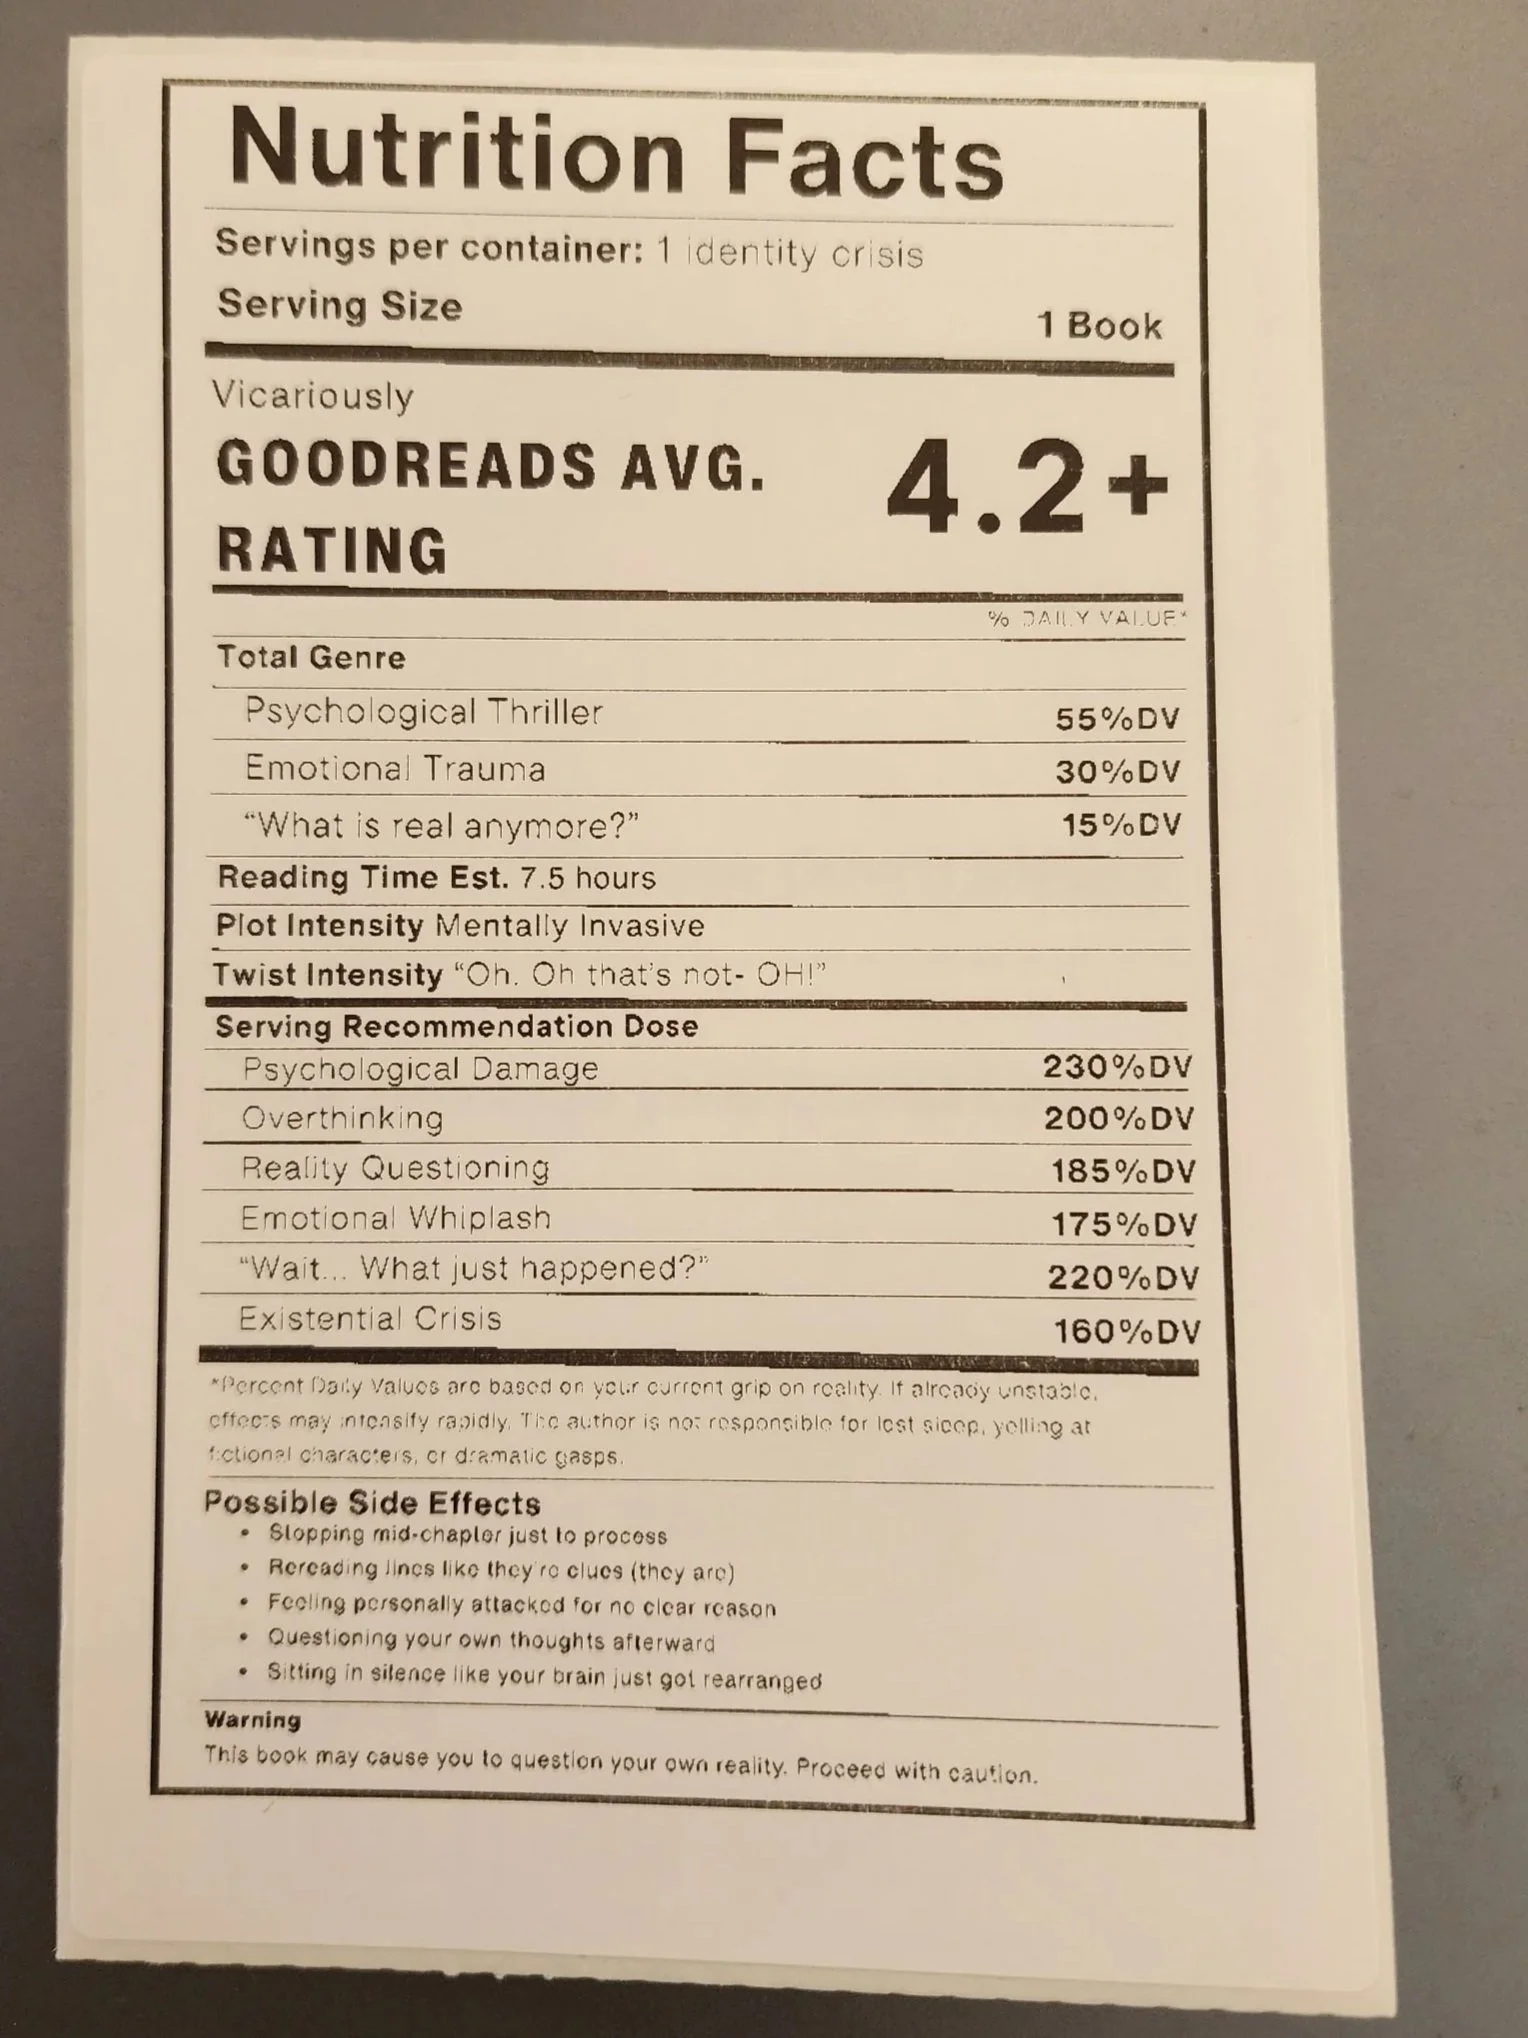 Nutrition Facts
Servings per container: 1 identity crisis
Serving Size 1 Book
Vicariously
GOODREADS AVG. RATING 4.2+
% DAILY VALUE*
Total Genre
Psychological Thriller 55%DV
Emotional Trauma 30%DV
“What is real anymore?” 15%DV
Reading Time Est. 7.5 hours
Plot Intensity Mentally Invasive
Twist Intensity “Oh. Oh that's not- OH!”
Serving Recommendation Dose
Psychological Damage 230%DV
Overthinking 200%DV
Reality Questioning 185%DV
Emotional Whiplash 175%DV
“Wait... What just happened?” 220%DV
Existential Crisis 160%DV
*Percent Daily Values are based on your current grip on reality. If already unstable,
effects may intensify rapidly. The author is not responsible for lost sleep, yelling at
fictional characters, or dramatic gasps.
Possible Side Effects
• Stopping mid-chapter just to process
• Rereading lines like they're clues (they are)
• Feeling personally attacked for no clear reason
• Questioning your own thoughts afterward
• Sitting in silence like your brain just got rearranged
Warning
This book may cause you to question your own reality. Proceed with caution.